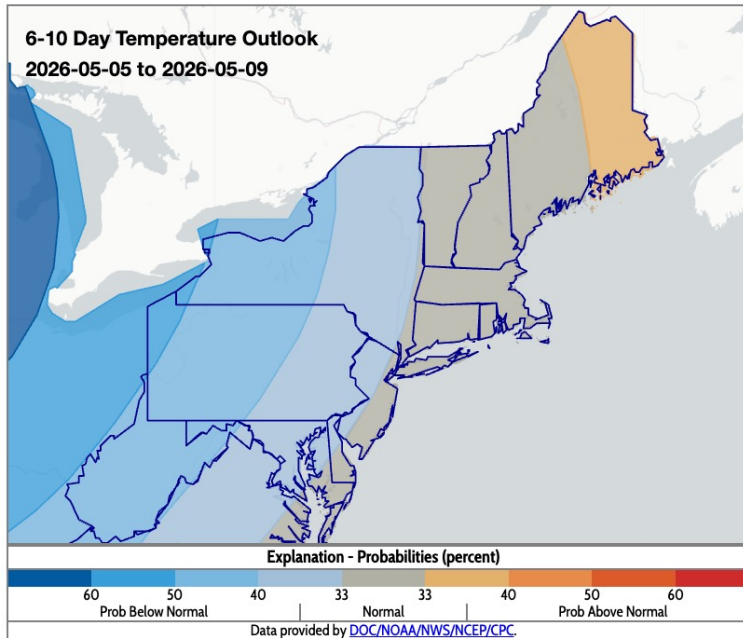 6-10 Day Temperature Outlook
2026-05-05 to 2026-05-09
Explanation - Probabilities (percent)
60 50 40 33 33 40 50 60
Prob Below Normal | Normal | Prob Above Normal
Data provided by DOC/NOAA/NWS/NCEP/CPC.